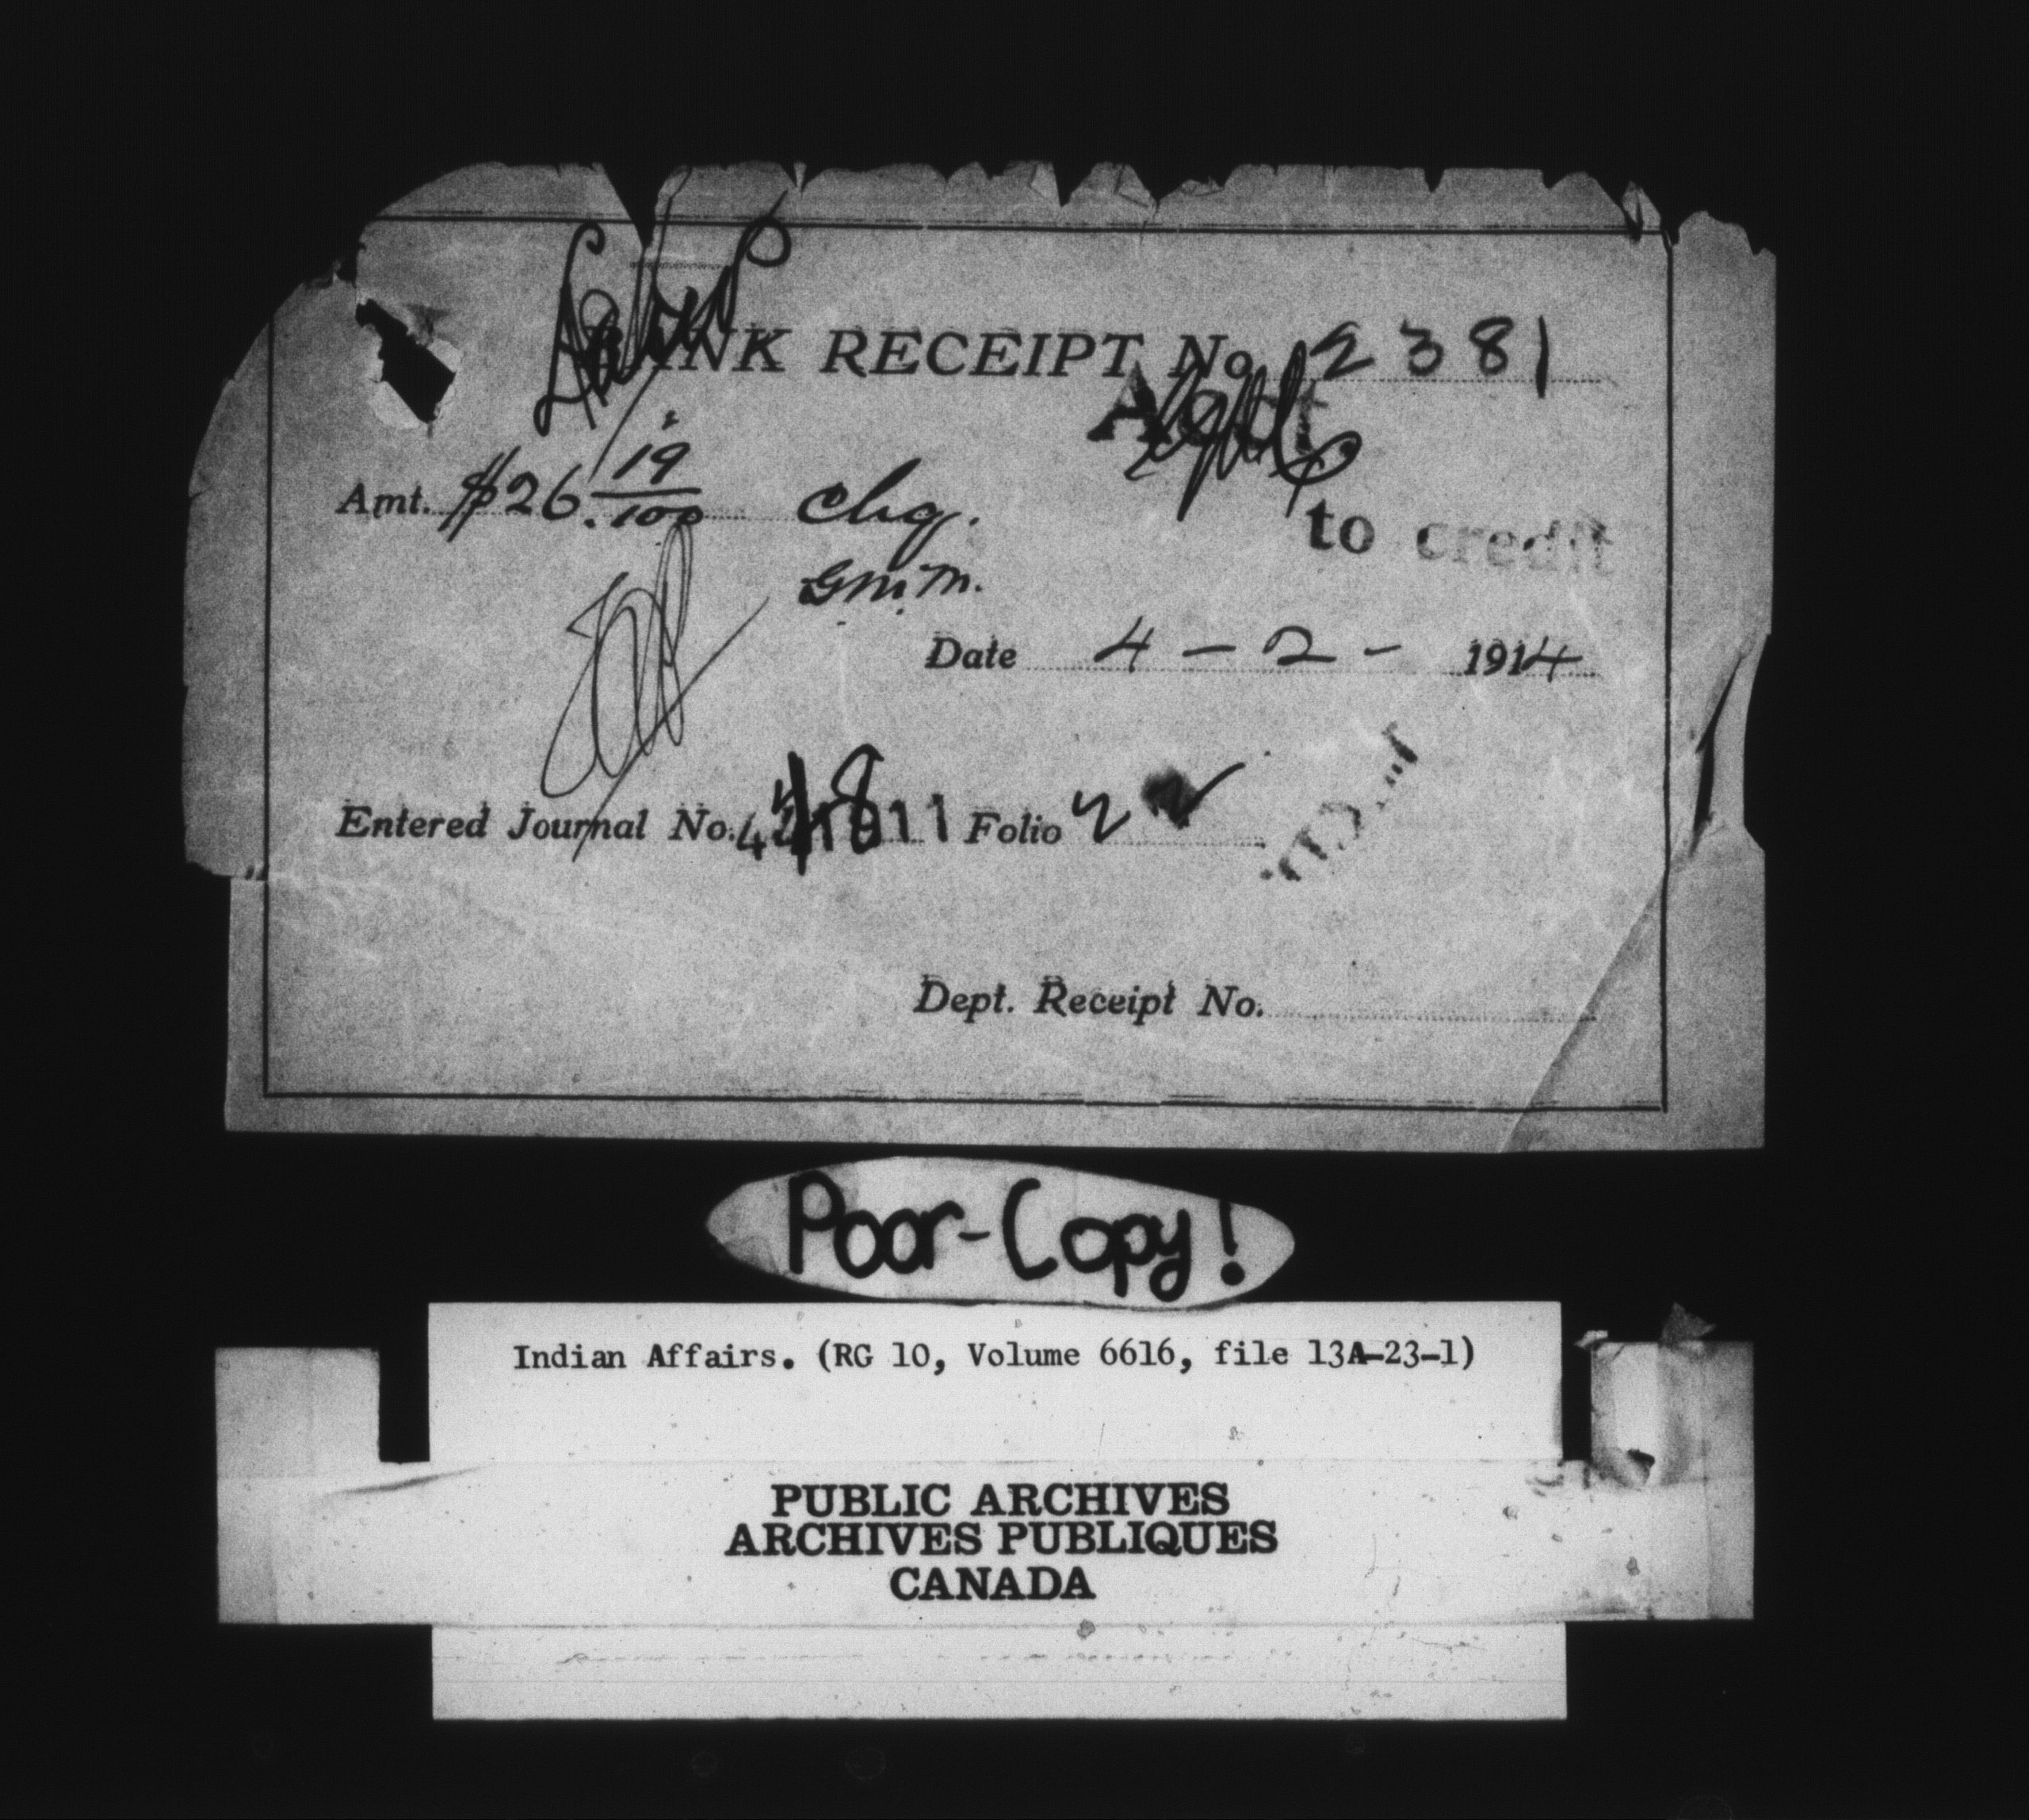 BANK RECEIPT No. 2381
Amt. $26. 19/100 chq.
to credit
G.M.M.
Date 4 - 2 - 1914
Entered Journal No. Folio
Dept. Receipt No.
Poor-Copy!
Indian Affairs. (RG 10, Volume 6616, file 13A-23-1)
PUBLIC ARCHIVES
ARCHIVES PUBLIQUES
CANADA